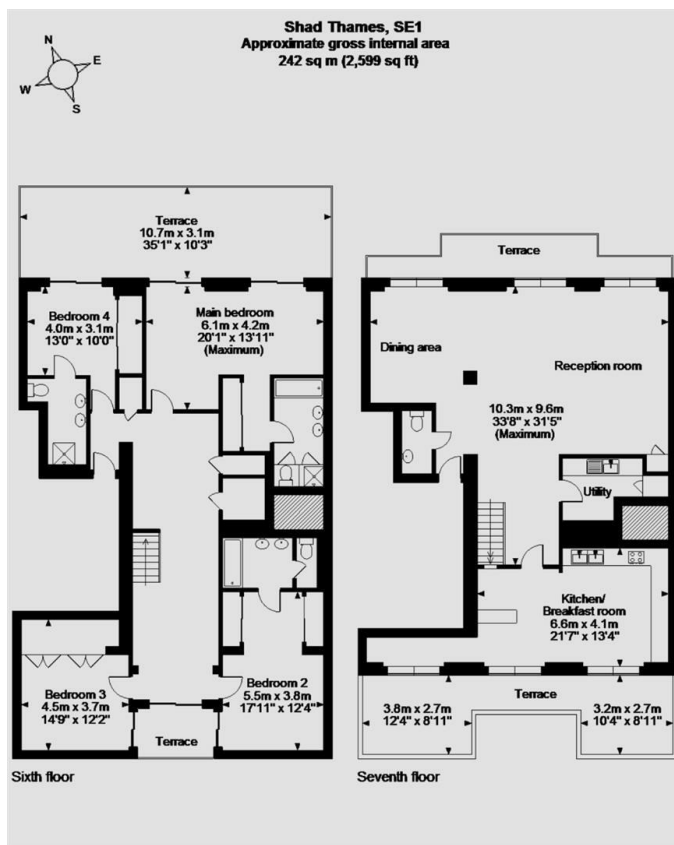 Shad Thames, SE1
Approximate gross internal area
242 sq m (2,599 sq ft)
N
E
W
S
Terrace
10.7m x 3.1m
35'1" x 10'3"
Bedroom 4
4.0m x 3.1m
13'0" x 10'0"
Main bedroom
6.1m x 4.2m
20'1" x 13'11"
(Maximum)
Bedroom 3
4.5m x 3.7m
14'9" x 12'2"
Bedroom 2
5.5m x 3.8m
17'11" x 12'4"
Terrace
Sixth floor
Terrace
Dining area
Reception room
10.3m x 9.6m
33'8" x 31'5"
(Maximum)
Utility
Kitchen/
Breakfast room
6.6m x 4.1m
21'7" x 13'4"
Terrace
3.8m x 2.7m
12'4" x 8'11"
3.2m x 2.7m
10'4" x 8'11"
Seventh floor